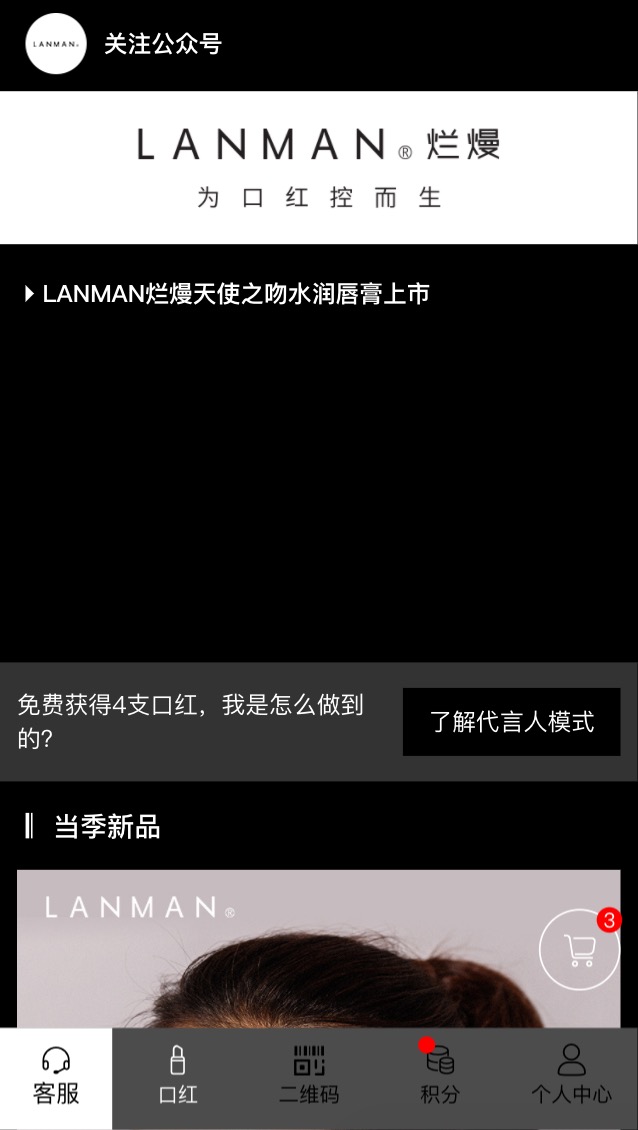 LANMAN®
关注公众号
LANMAN® 烂熳
为口红控而生
LANMAN烂熳天使之吻水润唇膏上市
免费获得4支口红，我是怎么做到
的？
了解代言人模式
当季新品
LANMAN®
3
客服
口红
二维码
积分
个人中心